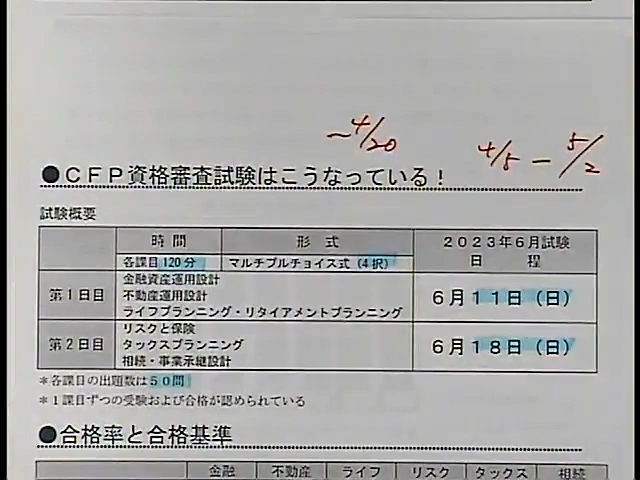 ~4/20
4/5 — 5/2
●CFP資格審査試験はこうなっている！
試験概要
時間 形式 2023年6月試験
各課目120分 マルチプルチョイス式（4択） 日程
第1日目 金融資産運用設計
不動産運用設計 6月11日（日）
ライフプランニング・リタイアメントプランニング
第2日目 リスクと保険
タックスプランニング 6月18日（日）
相続・事業承継設計
＊各課目の出題数は50問
＊1課目ずつの受験および合格が認められている
●合格率と合格基準
金融 不動産 ライフ リスク タックス 相続